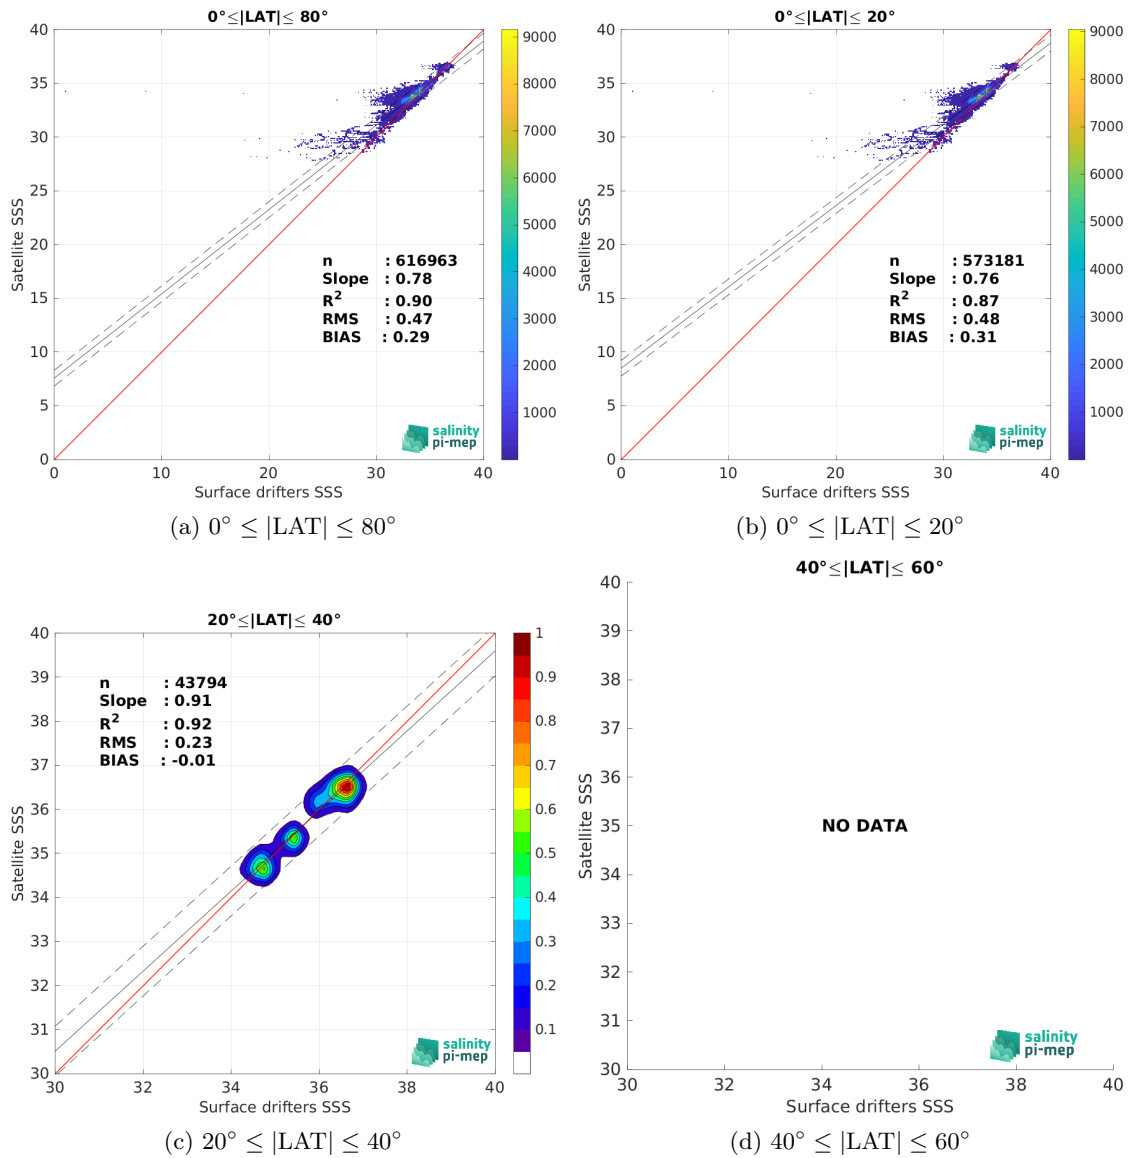 0°≤|LAT|≤ 80°
40
35
30
25
20
15
10
5
0
Satellite SSS
n : 616963
Slope : 0.78
R² : 0.90
RMS : 0.47
BIAS : 0.29
salinity
pi-mep
0 10 20 30 40
Surface drifters SSS
9000
8000
7000
6000
5000
4000
3000
2000
1000
(a) 0° ≤ |LAT| ≤ 80°
0°≤|LAT|≤ 20°
40
35
30
25
20
15
10
5
0
Satellite SSS
n : 573181
Slope : 0.76
R² : 0.87
RMS : 0.48
BIAS : 0.31
salinity
pi-mep
0 10 20 30 40
Surface drifters SSS
9000
8000
7000
6000
5000
4000
3000
2000
1000
(b) 0° ≤ |LAT| ≤ 20°
20°≤|LAT|≤ 40°
40
39
38
37
36
35
34
33
32
31
30
Satellite SSS
n : 43794
Slope : 0.91
R² : 0.92
RMS : 0.23
BIAS : -0.01
salinity
pi-mep
30 32 34 36 38 40
Surface drifters SSS
1
0.9
0.8
0.7
0.6
0.5
0.4
0.3
0.2
0.1
(c) 20° ≤ |LAT| ≤ 40°
40°≤|LAT|≤ 60°
40
39
38
37
36
35
34
33
32
31
30
Satellite SSS
NO DATA
salinity
pi-mep
30 32 34 36 38 40
Surface drifters SSS
(d) 40° ≤ |LAT| ≤ 60°